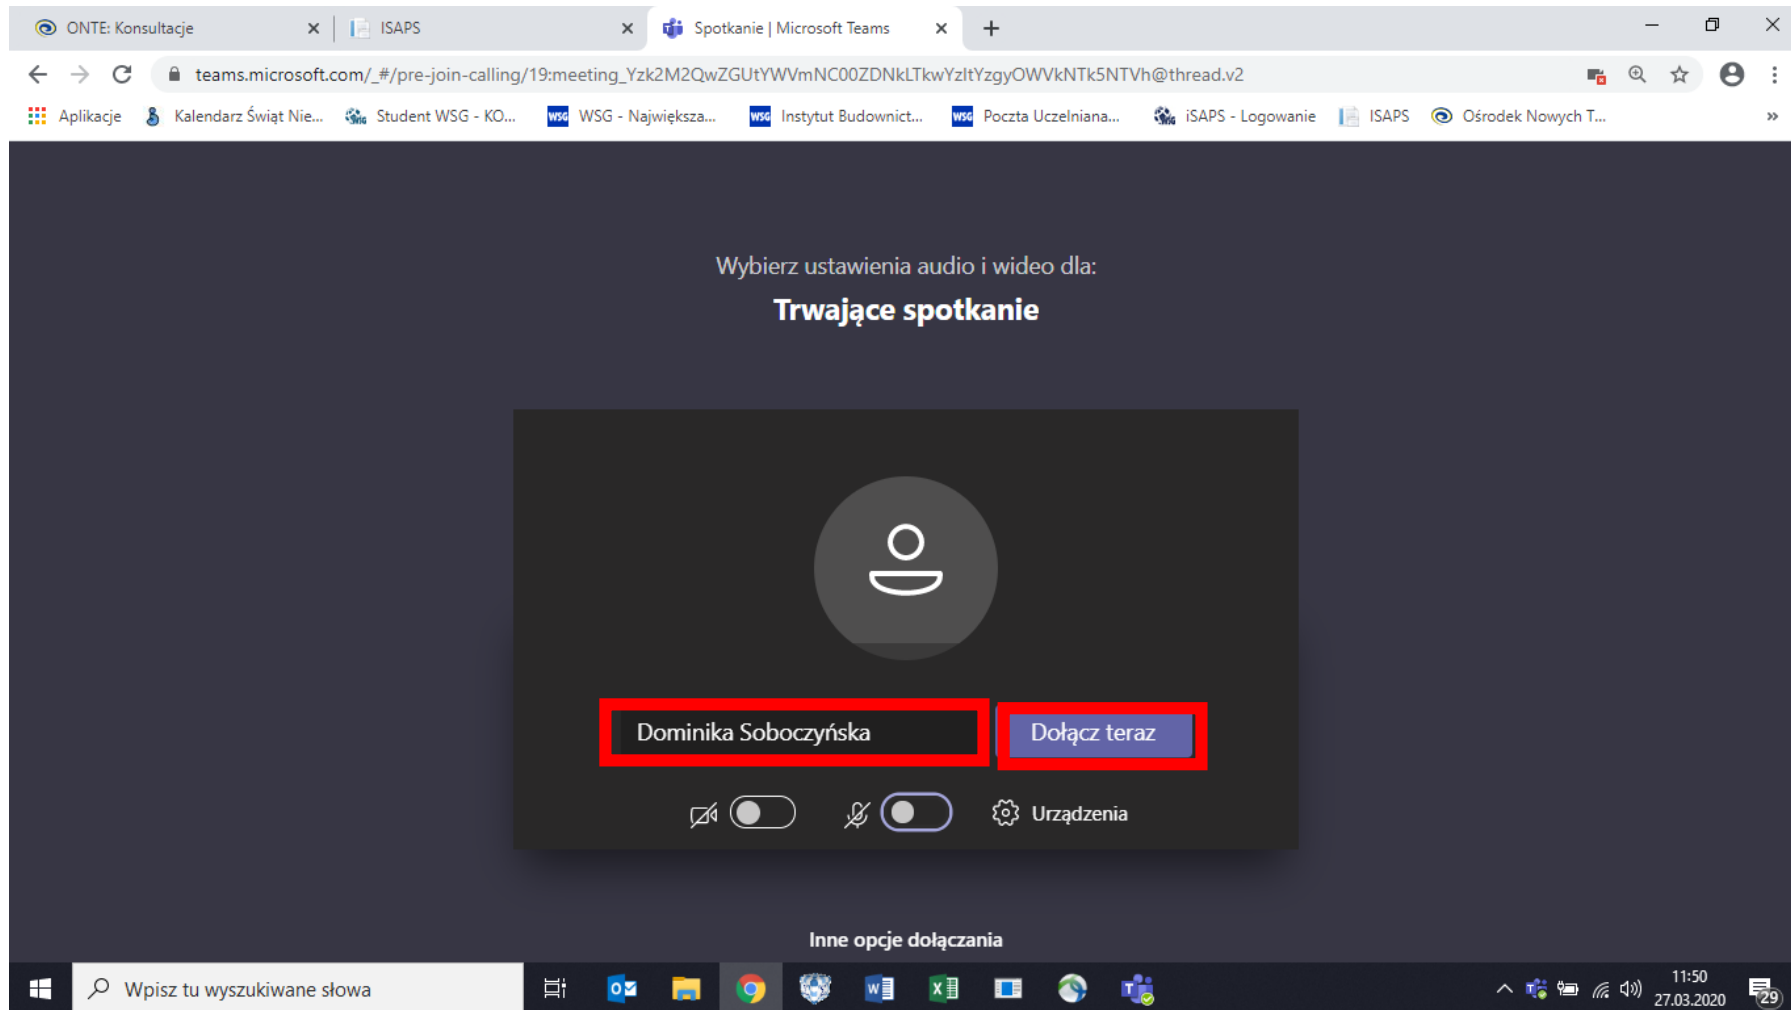 ONTE: Konsultacje
ISAPS
Spotkanie | Microsoft Teams
teams.microsoft.com/_#/pre-join-calling/19:meeting_Yzk2M2QwZGUtYWVmNC00ZDNkLTkwYzItYzgyOWVkNTk5NTVh@thread.v2
Aplikacje
Kalendarz Świąt Nie...
Student WSG - KO...
WSG WSG - Największa...
WSG Instytut Budownict...
WSG Poczta Uczelniana...
iSAPS - Logowanie
ISAPS
Ośrodek Nowych T...
Wybierz ustawienia audio i wideo dla:
Trwające spotkanie
Dominika Soboczyńska
Dołącz teraz
Urządzenia
Inne opcje dołączania
Wpisz tu wyszukiwane słowa
11:50
27.03.2020
29